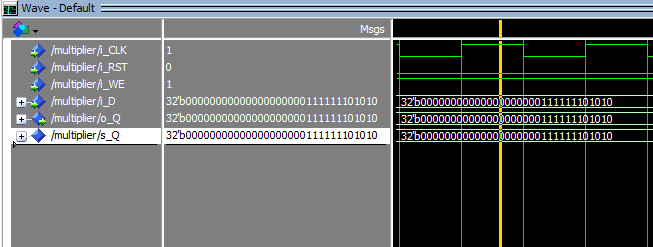 Wave - Default
Msgs
/multiplier/i_CLK 1
/multiplier/i_RST 0
/multiplier/i_WE 1
/multiplier/i_D 32'b00000000000000000000111111101010 32'b00000000000000000000111111101010
/multiplier/o_Q 32'b00000000000000000000111111101010 32'b00000000000000000000111111101010
/multiplier/s_Q 32'b00000000000000000000111111101010 32'b00000000000000000000111111101010